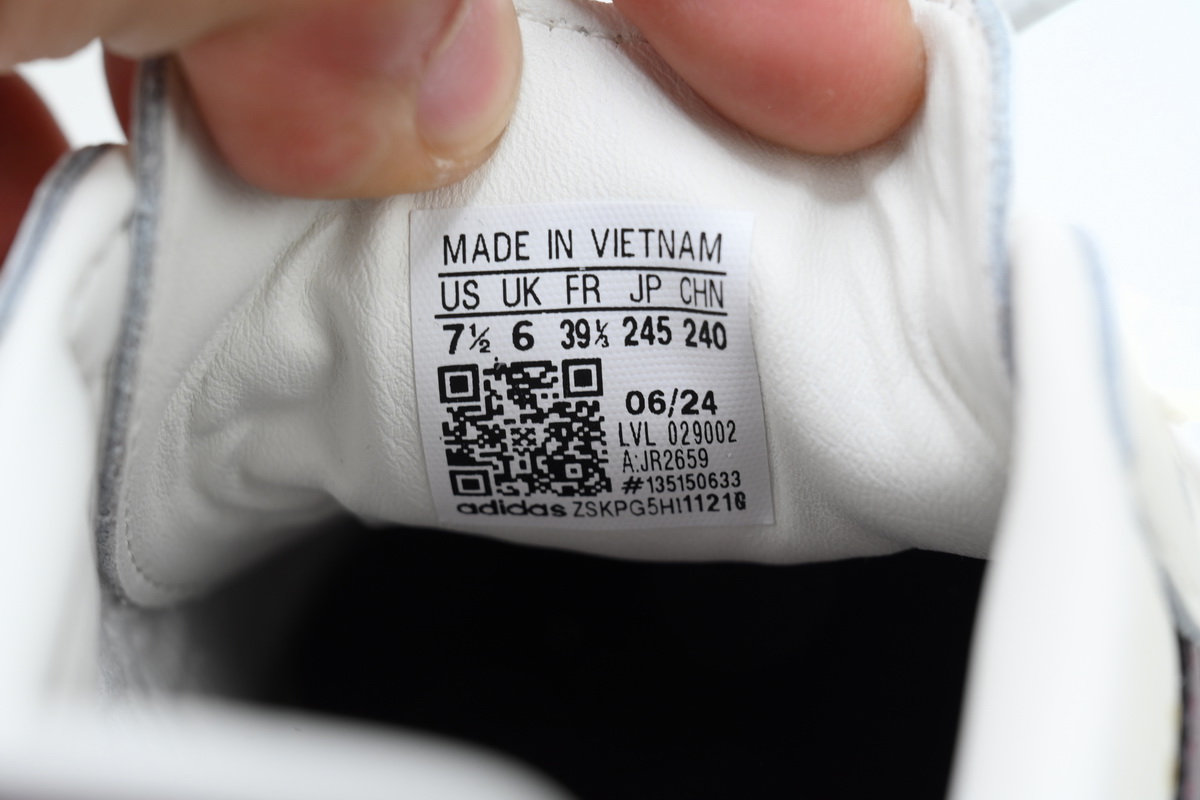 MADE IN VIETNAM
US UK FR JP CHN
7½ 6 39⅓ 245 240
06/24
LVL 029002
A:JR2659
#135150633
adidas ZSKPG5HI1121G